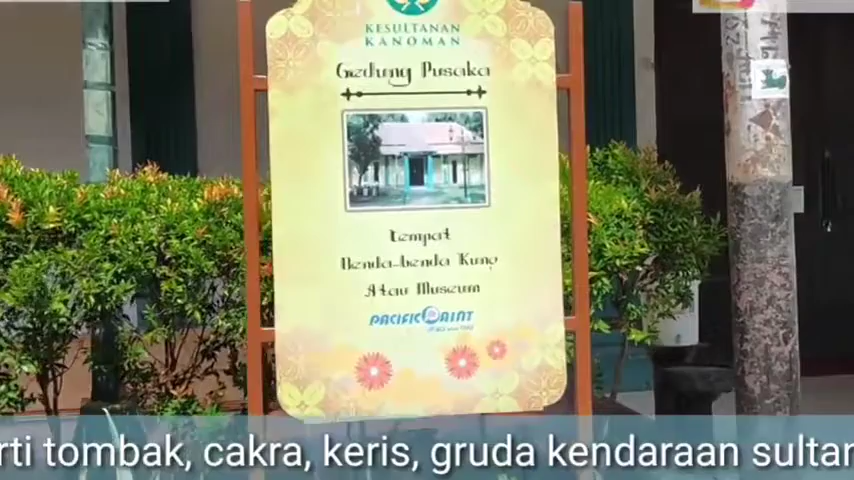 KESULTANAN
KANOMAN
Gedung Pusaka
tempat
Benda-benda Kuno
Atau Museum
PACIFIC PAINT
rti tombak, cakra, keris, gruda kendaraan sultan